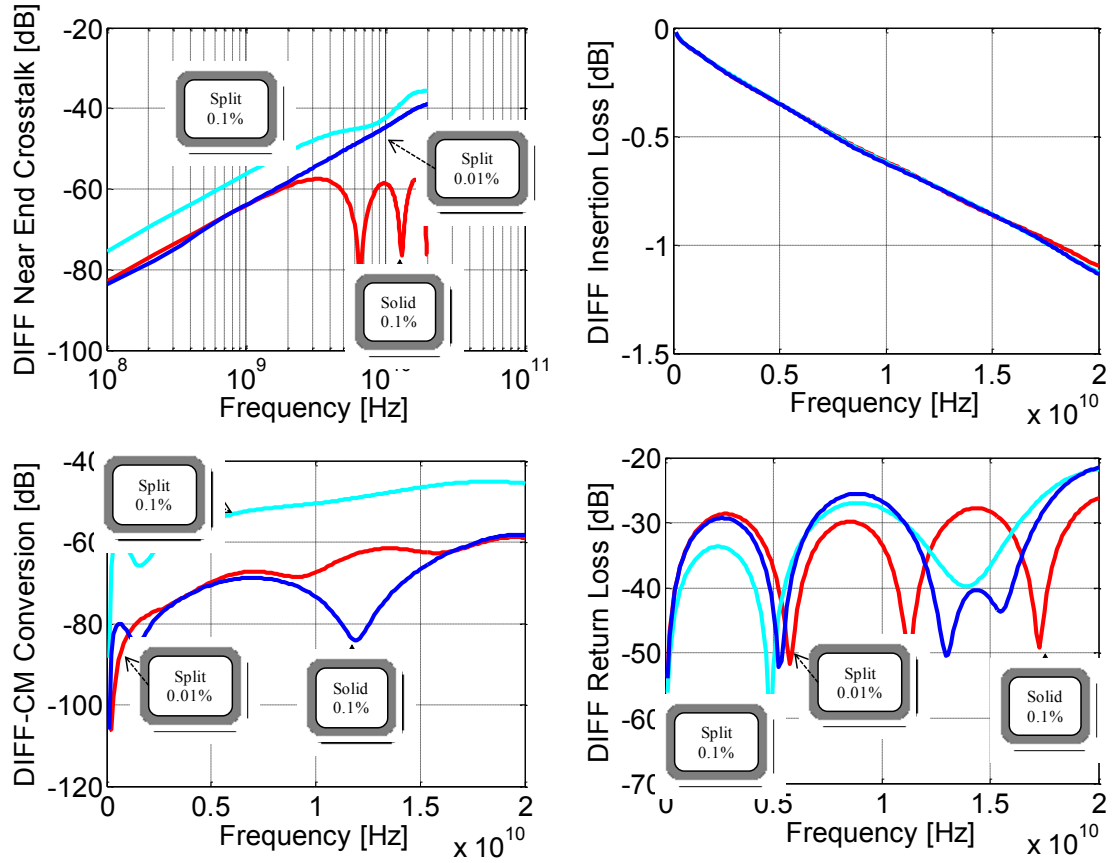 DIFF Near End Crosstalk [dB]
-20
-40
-60
-80
-100
Split
0.1%
Split
0.01%
Solid
0.1%
10^8
10^9
10^11
Frequency [Hz]
DIFF Insertion Loss [dB]
0
-0.5
-1
-1.5
0
0.5
1
1.5
2
Frequency [Hz]
x 10^10
DIFF-CM Conversion [dB]
-60
-80
-100
-120
Split
0.1%
Split
0.01%
Solid
0.1%
0
0.5
1
1.5
2
Frequency [Hz]
x 10^10
DIFF Return Loss [dB]
-20
-30
-40
-50
-60
Split
0.1%
Split
0.01%
Solid
0.1%
0.5
1
1.5
2
Frequency [Hz]
x 10^10